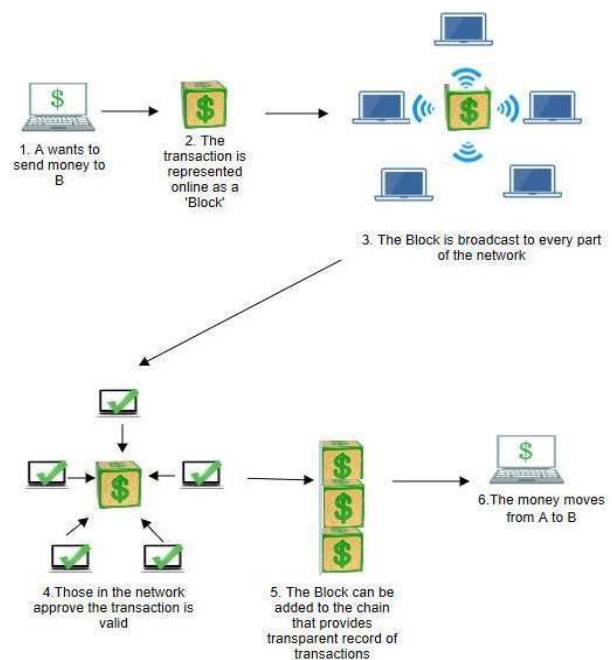 $
$
$
1. A wants to
send money to
B
2. The
transaction is
represented
online as a
'Block'
3. The Block is broadcast to every part
of the network
$
$
$
$
$
4.Those in the network
approve the transaction is
valid
5. The Block can be
added to the chain
that provides
transparent record of
transactions
6.The money moves
from A to B